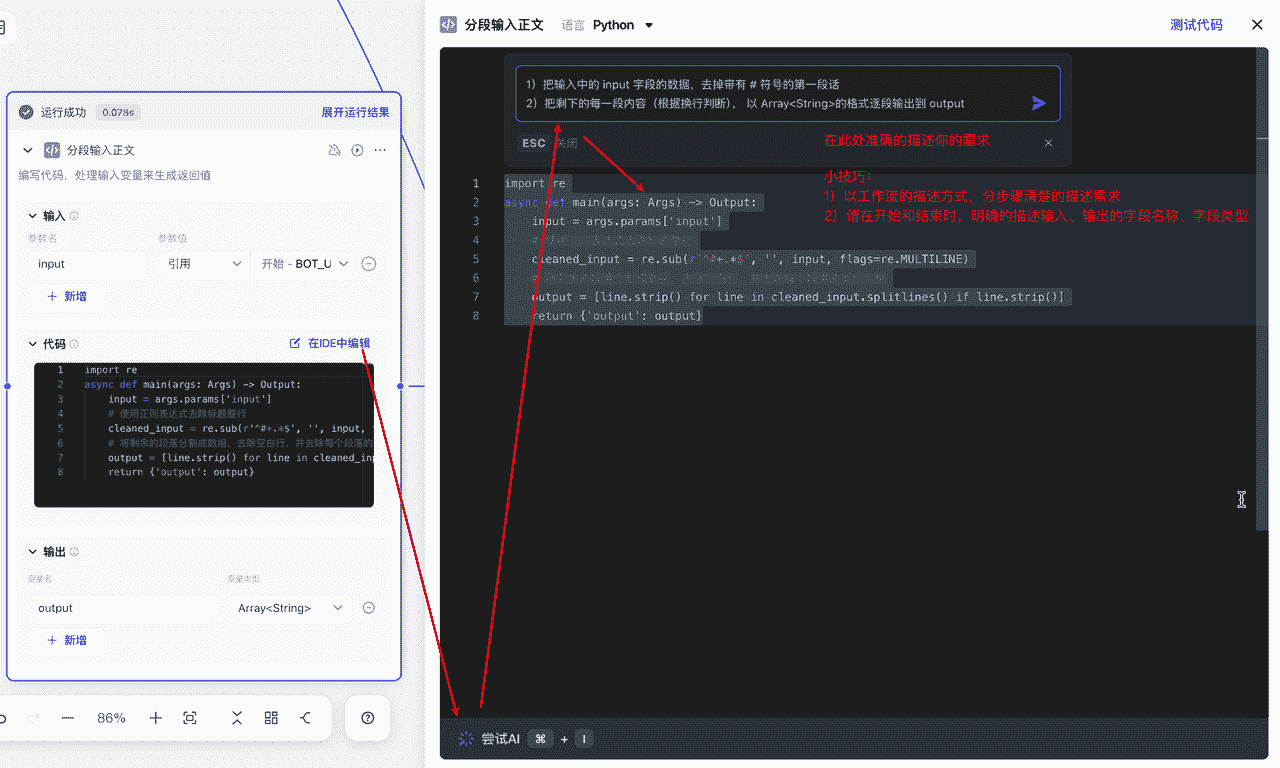 运行成功 0.078s 展开运行结果
分段输入正文
编写代码，处理输入变量来生成返回值
输入
参数名 参数值
input 引用 开始 - BOT_U
+ 新增
代码 在IDE中编辑
1 import re
2 async def main(args: Args) -> Output:
3 input = args.params['input']
4 # 使用正则表达式去除标题整行
5 cleaned_input = re.sub(r'^#+.*$', '', input,
6 # 将剩余的段落分割成数组，去除空白行，并去除每个段落的
7 output = [line.strip() for line in cleaned_in
8 return {'output': output}
输出
变量名 变量类型
output Array<String>
+ 新增
86%
分段输入正文 语言 Python 测试代码
1）把输入中的 input 字段的数据，去掉带有 # 符号的第一段话
2）把剩下的每一段内容（根据换行判断），以 Array<String>的格式逐段输出到 output
ESC 关闭
在此处准确的描述你的需求
小技巧：
1）以工作流的描述方式，分步骤清楚的描述需求
2）请在开始和结束时，明确的描述输入、输出的字段名称、字段类型
1 import re
2 async def main(args: Args) -> Output:
3 input = args.params['input']
4
5 cleaned_input = re.sub( '^#+.*$', '', input, flags=re.MULTILINE)
6
7 output = [line.strip() for line in cleaned_input.splitlines() if line.strip()]
8 return {'output': output}
尝试AI ⌘ + I